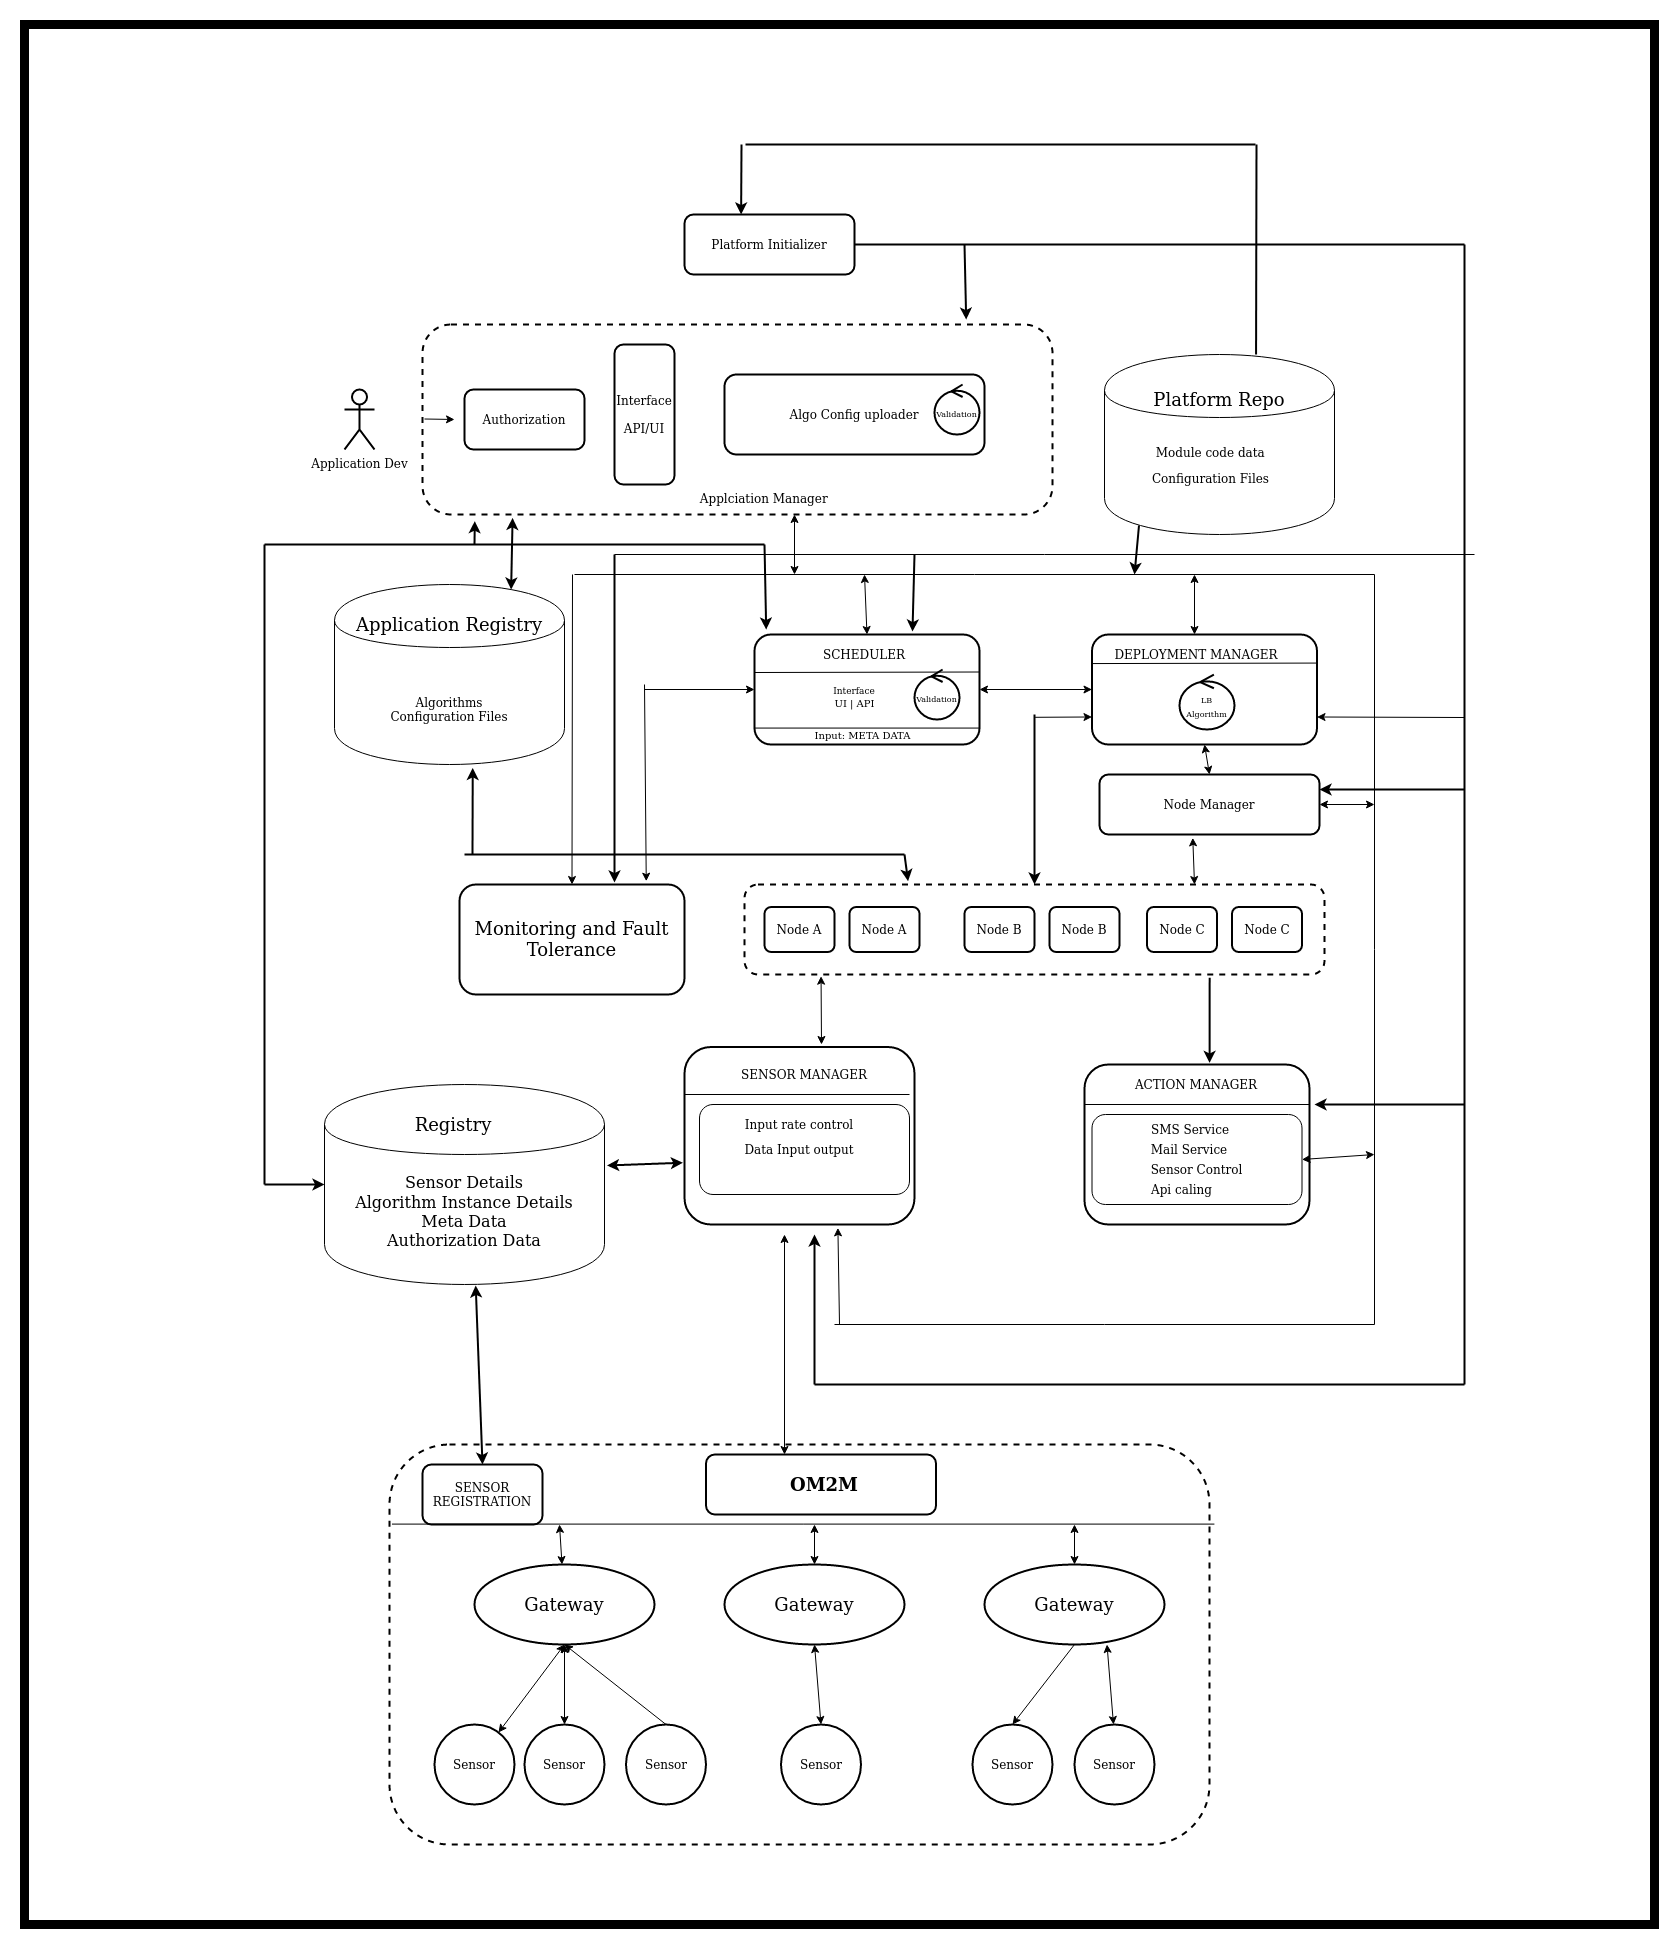 Platform Initializer
Authorization
Interface
API/UI
Algo Config uploader
Validation
Application Dev
Applciation Manager
Platform Repo
Module code data
Configuration Files
Application Registry
Algorithms
Configuration Files
SCHEDULER
Interface
UI | API
Validation
Input: META DATA
DEPLOYMENT MANAGER
LB
Algorithm
Node Manager
Monitoring and Fault
Tolerance
Node A
Node A
Node B
Node B
Node C
Node C
SENSOR MANAGER
Input rate control
Data Input output
ACTION MANAGER
SMS Service
Mail Service
Sensor Control
Api caling
Registry
Sensor Details
Algorithm Instance Details
Meta Data
Authorization Data
SENSOR
REGISTRATION
OM2M
Gateway
Gateway
Gateway
Sensor
Sensor
Sensor
Sensor
Sensor
Sensor